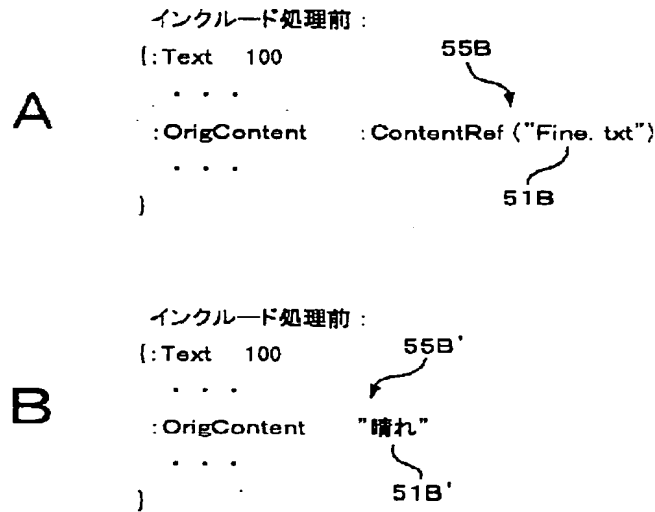 インクルード処理前：
{:Text 100
55B
A
・・・
:OrigContent :ContentRef ("Fine. txt")
・・・
51B
}
インクルード処理前：
{:Text 100
55B'
・・・
B
:OrigContent "晴れ"
・・・
51B'
}